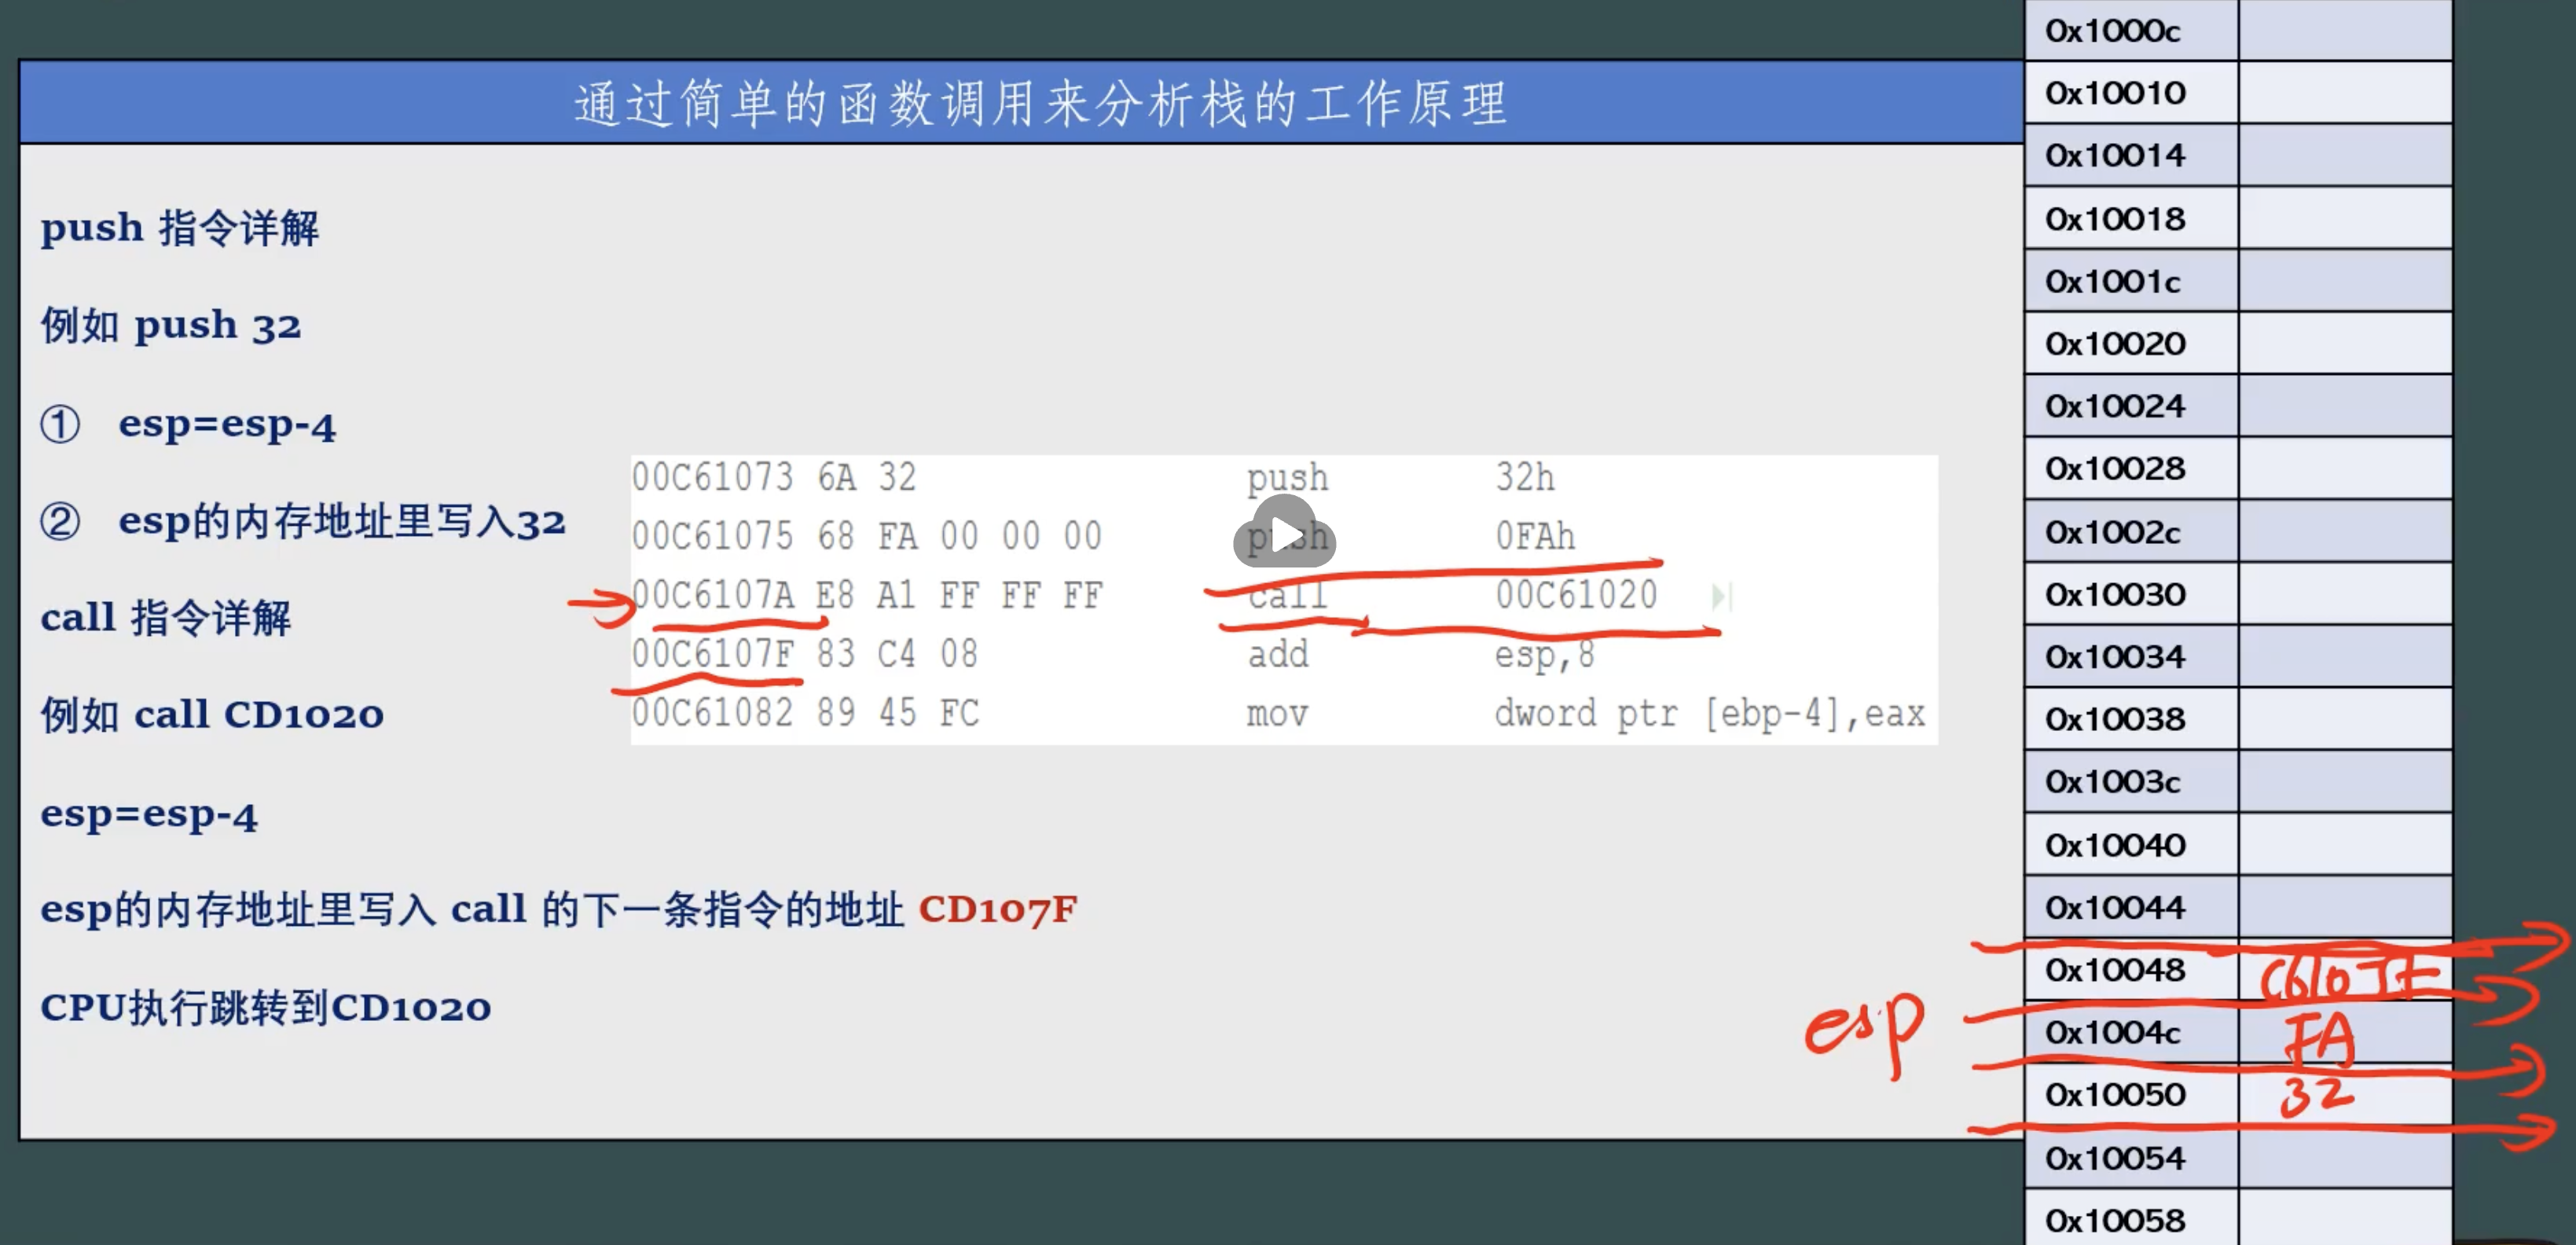 通过简单的函数调用来分析栈的工作原理
push 指令详解
例如 push 32
① esp=esp-4
② esp的内存地址里写入32
call 指令详解
例如 call CD1020
esp=esp-4
esp的内存地址里写入 call 的下一条指令的地址 CD107F
CPU执行跳转到CD1020
00C61073 6A 32 push 32h
00C61075 68 FA 00 00 00 push 0FAh
00C6107A E8 A1 FF FF FF call 00C61020
00C6107F 83 C4 08 add esp,8
00C61082 89 45 FC mov dword ptr [ebp-4],eax
esp
0x1000c
0x10010
0x10014
0x10018
0x1001c
0x10020
0x10024
0x10028
0x1002c
0x10030
0x10034
0x10038
0x1003c
0x10040
0x10044
0x10048 C6107F
0x1004c FA
0x10050 32
0x10054
0x10058